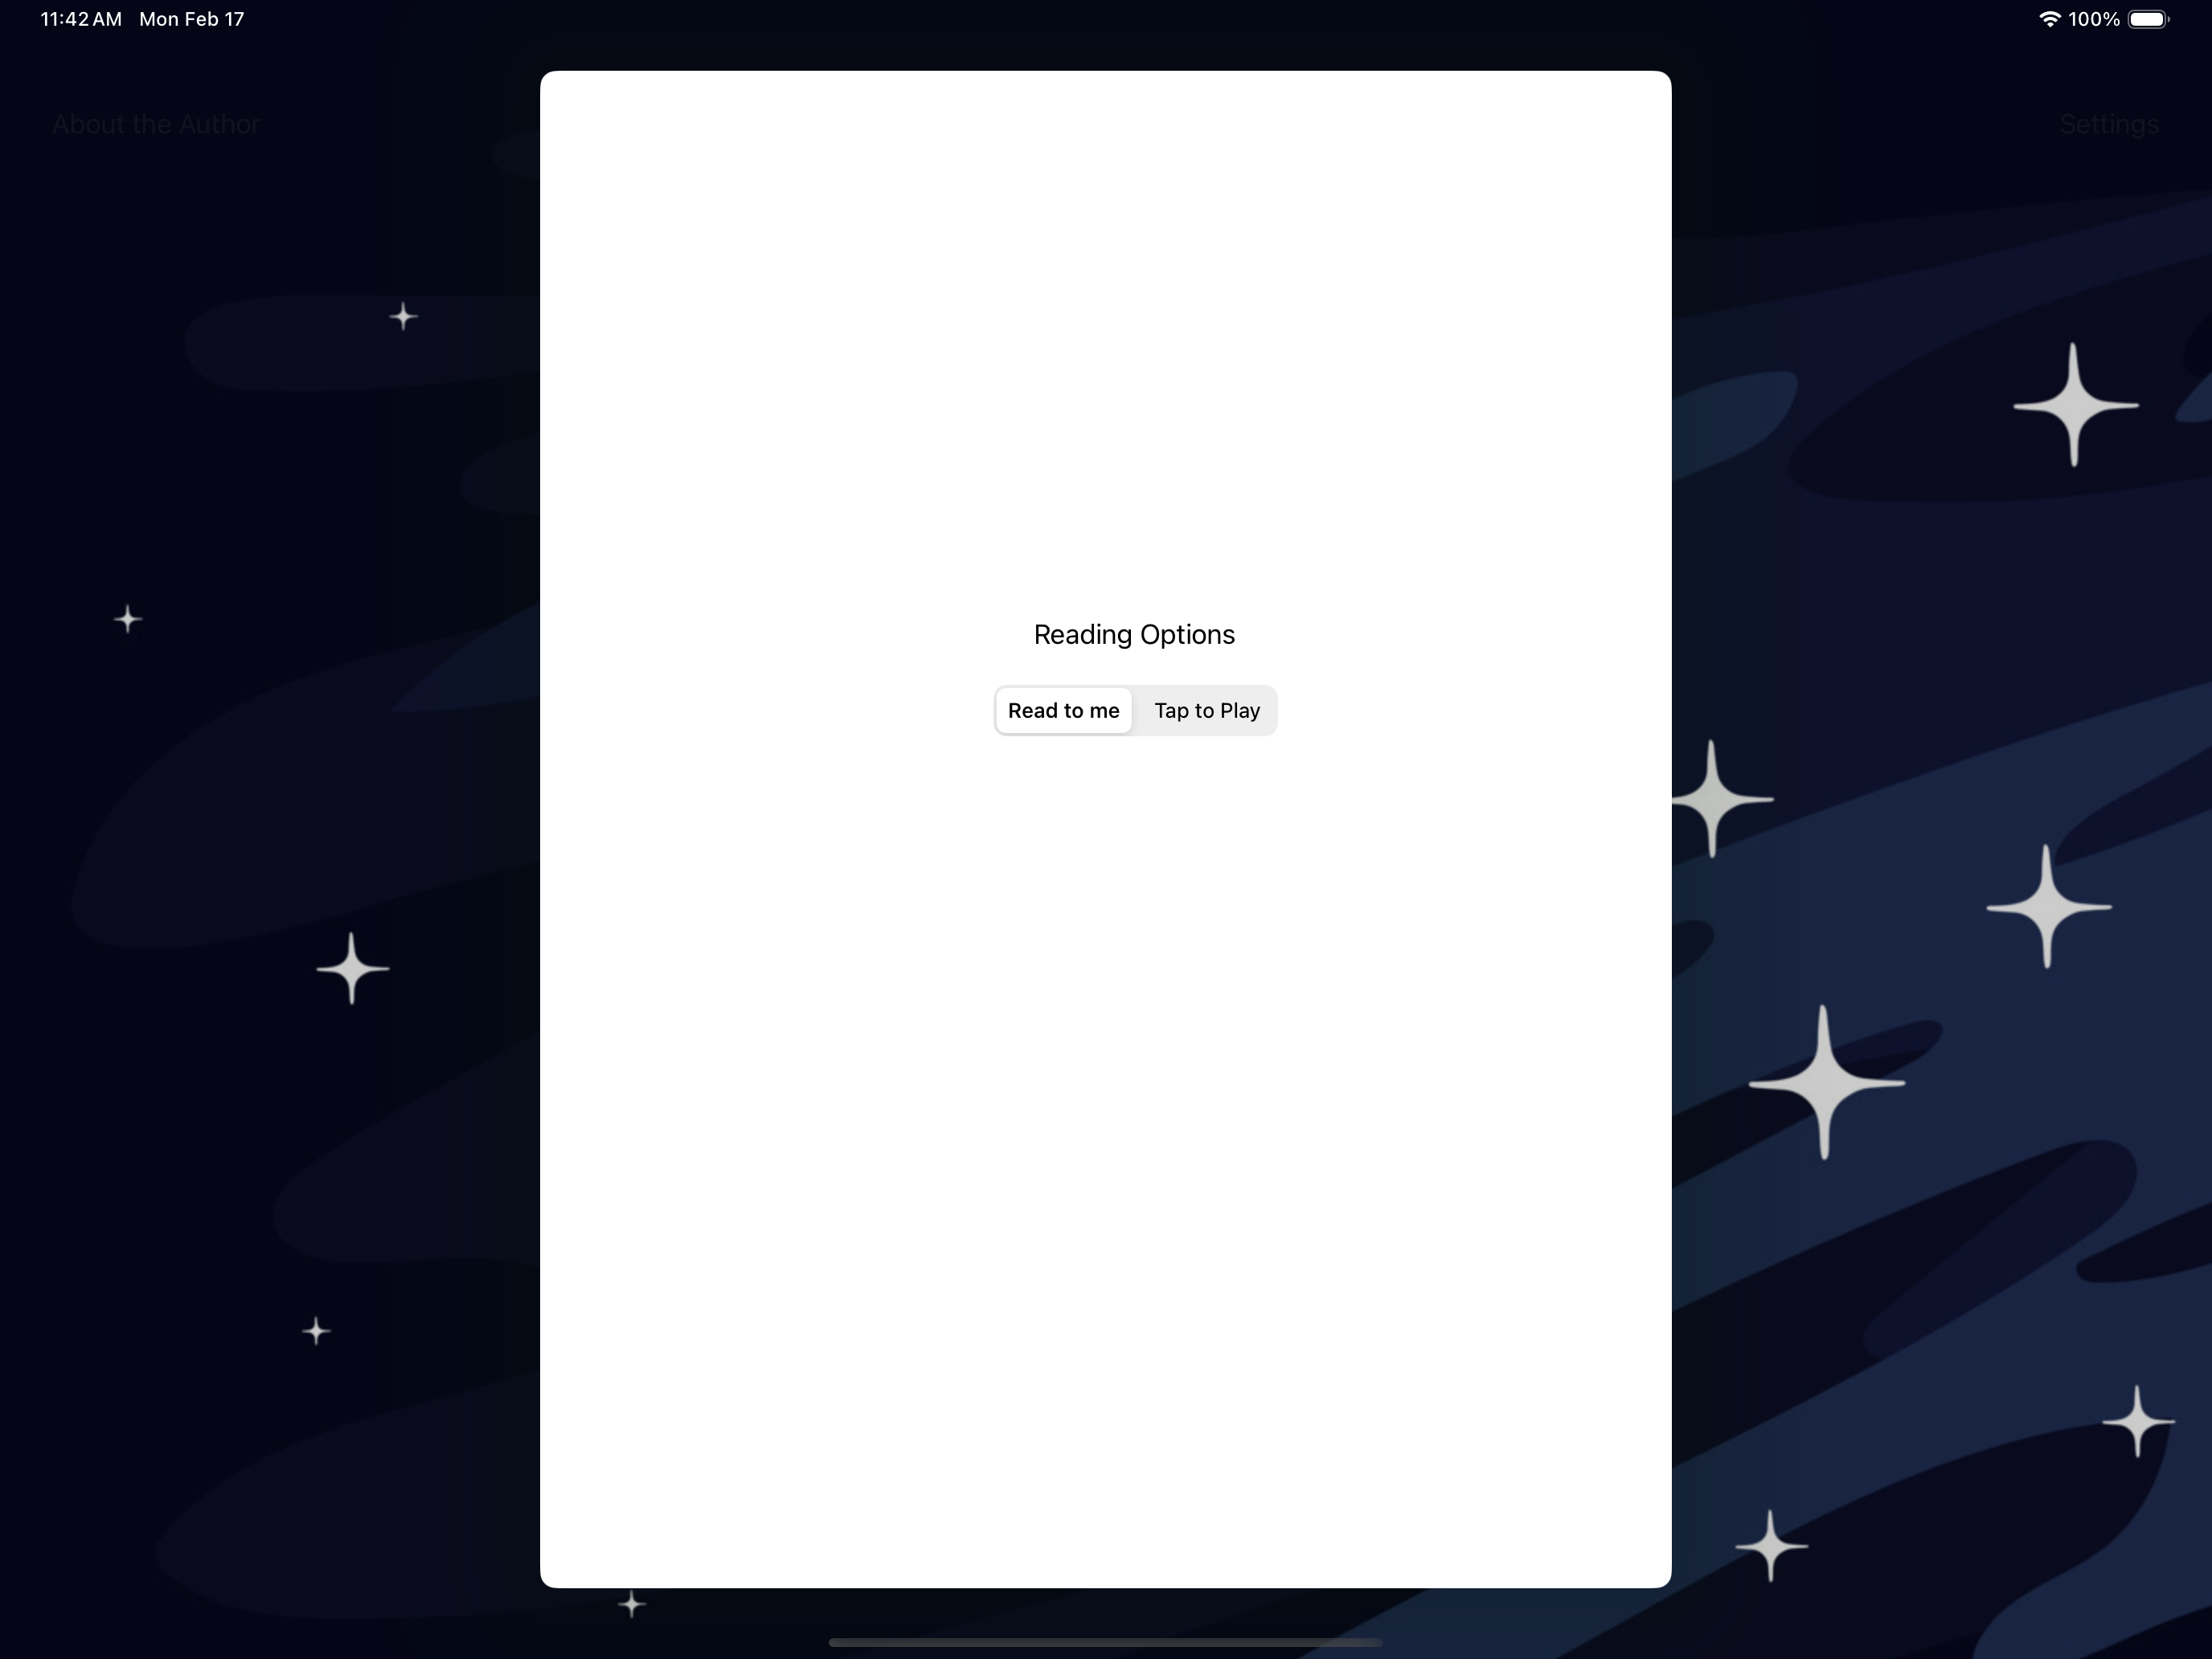 11:42 AM Mon Feb 17
100%
About the Author
Settings
Reading Options
Read to me
Tap to Play